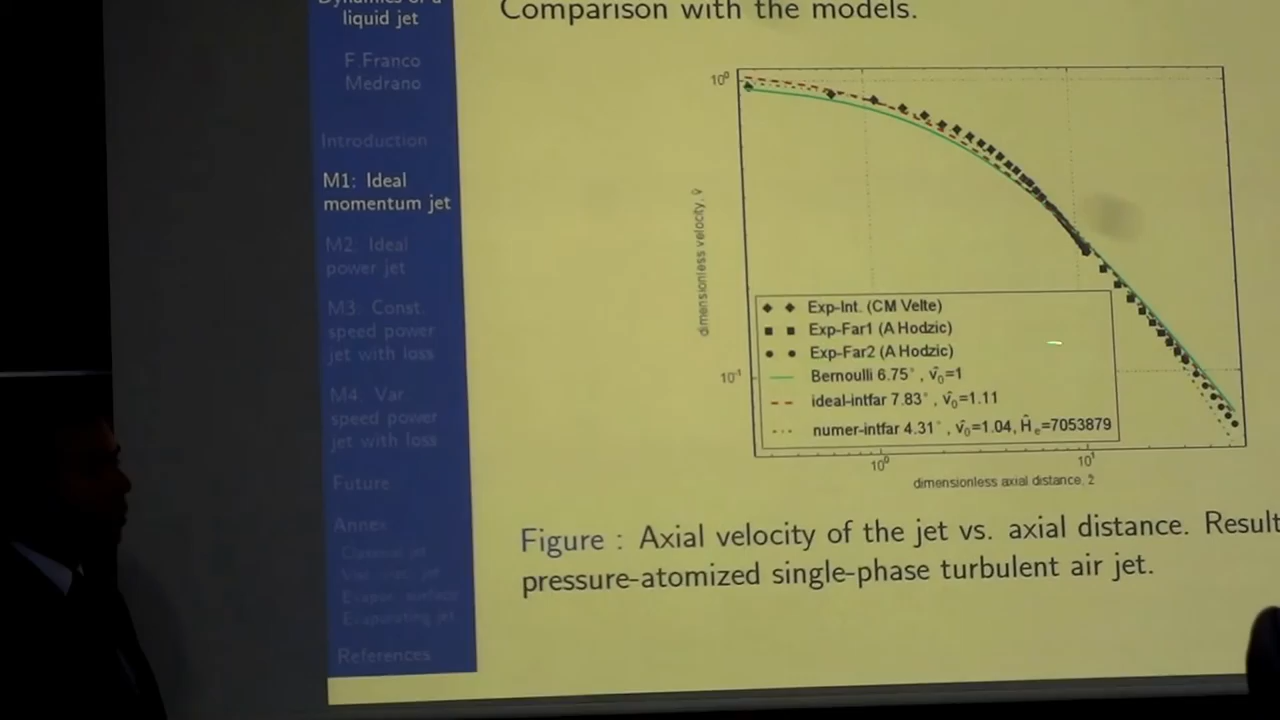 Dynamics of a
liquid jet
F.Franco
Medrano
Introduction
M1: Ideal
momentum jet
M2: Ideal
power jet
M3: Const.
speed power
jet with loss
M4. Var.
speed power
jet with loss
Future
Annex
Classical jet
Evapor. surface
Evaporating jet
References
Comparison with the models.
10⁰
dimensionless velocity, v̂
10⁻¹
Exp-Int. (CM Velte)
Exp-Far1 (A Hodzic)
Exp-Far2 (A Hodzic)
Bernoulli 6.75°, v̂₀=1
ideal-intfar 7.83°, v̂₀=1.11
numer-intfar 4.31°, v̂₀=1.04, Ĥₑ=7053879
10⁰ 10¹
dimensionless axial distance, ẑ
Figure : Axial velocity of the jet vs. axial distance. Result
pressure-atomized single-phase turbulent air jet.